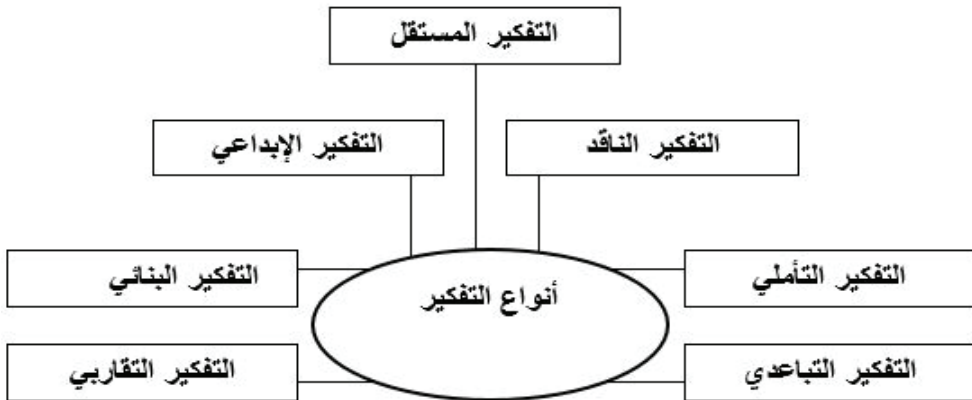 التفكير المستقل
التفكير الناقد
التفكير الإبداعي
التفكير التأملي
التفكير البنائي
أنواع التفكير
التفكير التباعدي
التفكير التقاربي